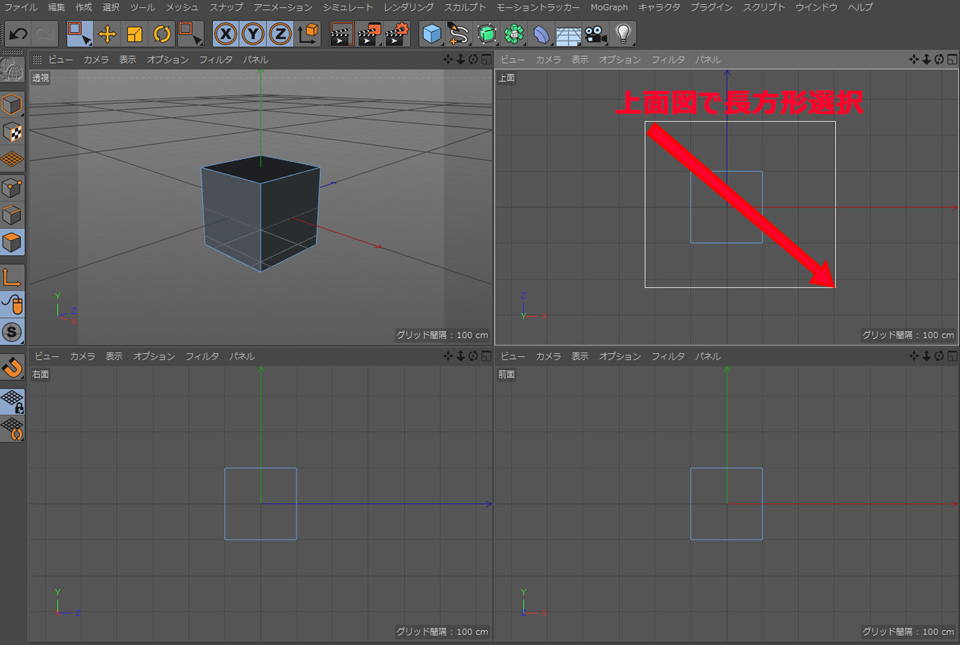 ファイル 編集 作成 選択 ツール メッシュ スナップ アニメーション シミュレート レンダリング スカルプト モーショントラッカー MoGraph キャラクタ プラグイン スクリプト ウインドウ ヘルプ
X Y Z
ビュー カメラ 表示 オプション フィルタ パネル
透視
Y
Z
X
グリッド間隔 : 100 cm
ビュー カメラ 表示 オプション フィルタ パネル
上面
上面図で長方形選択
Z
Y X
グリッド間隔 : 100 cm
S
ビュー カメラ 表示 オプション フィルタ パネル
右面
Y
X Z
グリッド間隔 : 100 cm
ビュー カメラ 表示 オプション フィルタ パネル
前面
Y
Z X
グリッド間隔 : 100 cm